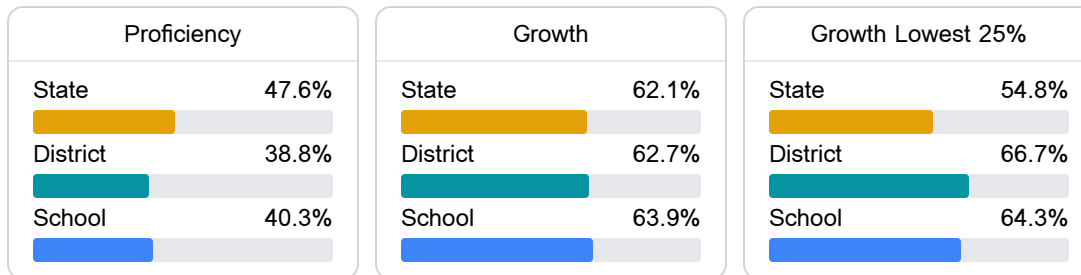 Proficiency
State 47.6%
District 38.8%
School 40.3%
Growth
State 62.1%
District 62.7%
School 63.9%
Growth Lowest 25%
State 54.8%
District 66.7%
School 64.3%